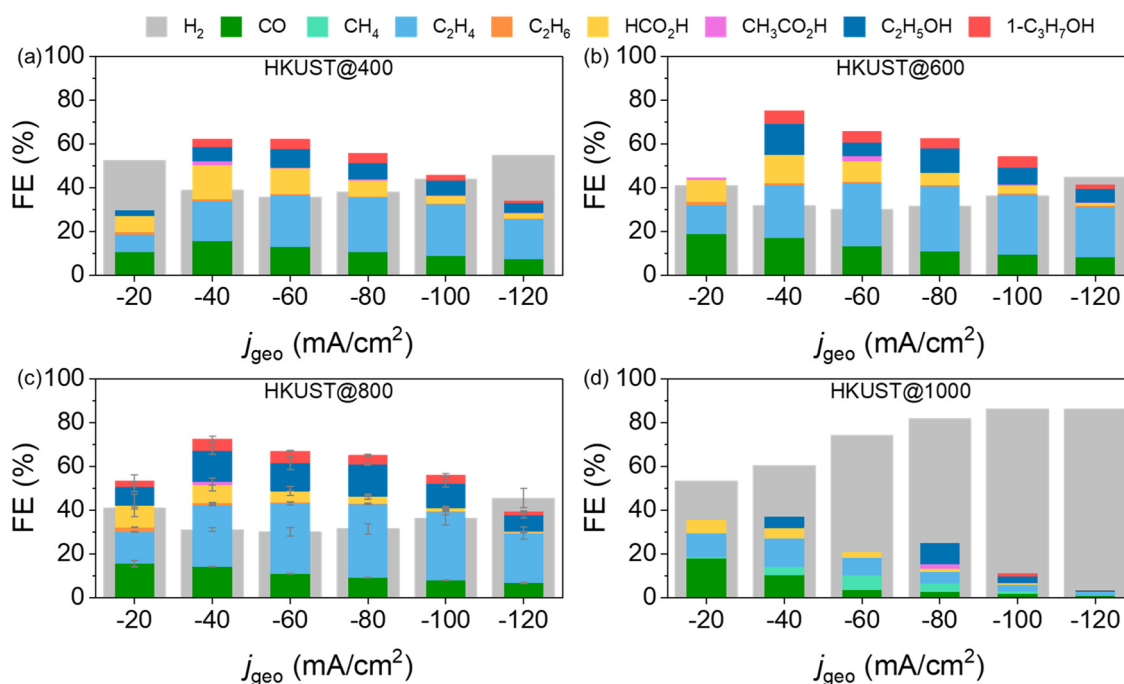 H₂ CO CH₄ C₂H₄ C₂H₆ HCO₂H CH₃CO₂H C₂H₅OH 1-C₃H₇OH
(a) HKUST@400
FE (%)
100
80
60
40
20
0
-20 -40 -60 -80 -100 -120
j_geo (mA/cm²)
(b) HKUST@600
FE (%)
100
80
60
40
20
0
-20 -40 -60 -80 -100 -120
j_geo (mA/cm²)
(c) HKUST@800
FE (%)
100
80
60
40
20
0
-20 -40 -60 -80 -100 -120
j_geo (mA/cm²)
(d) HKUST@1000
FE (%)
100
80
60
40
20
0
-20 -40 -60 -80 -100 -120
j_geo (mA/cm²)